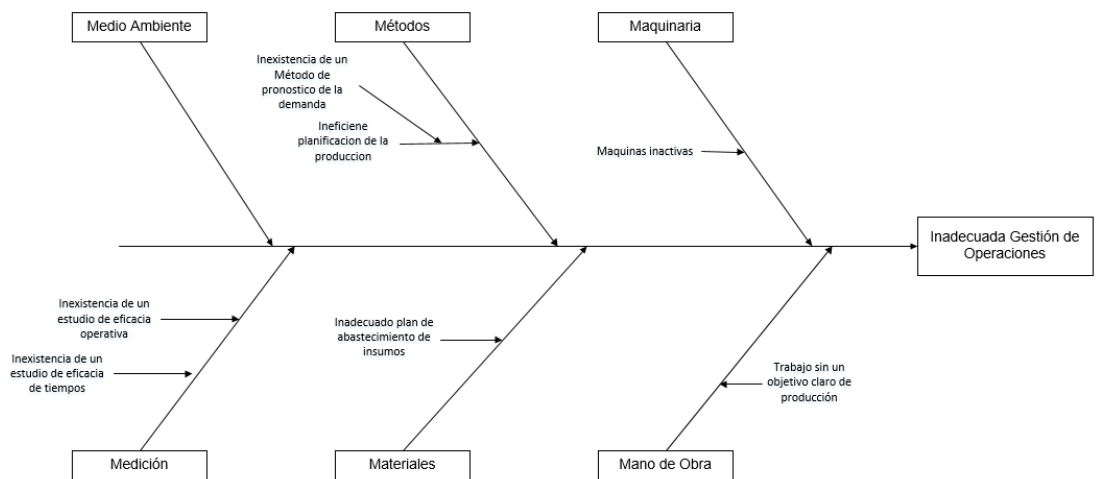 Medio Ambiente
Métodos
Maquinaria
Inexistencia de un
Método de
pronostico de la
demanda
Ineficiene
planificacion de la
produccion
Maquinas inactivas
Inadecuada Gestión de
Operaciones
Inexistencia de un
estudio de eficacia
operativa
Inexistencia de un
estudio de eficacia
de tiempos
Inadecuado plan de
abastecimiento de
insumos
Trabajo sin un
objetivo claro de
producción
Medición
Materiales
Mano de Obra